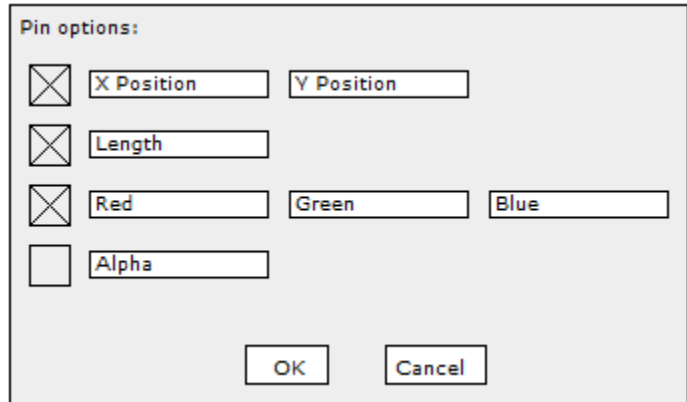 Pin options:
X Position Y Position
Length
Red Green Blue
Alpha
OK Cancel